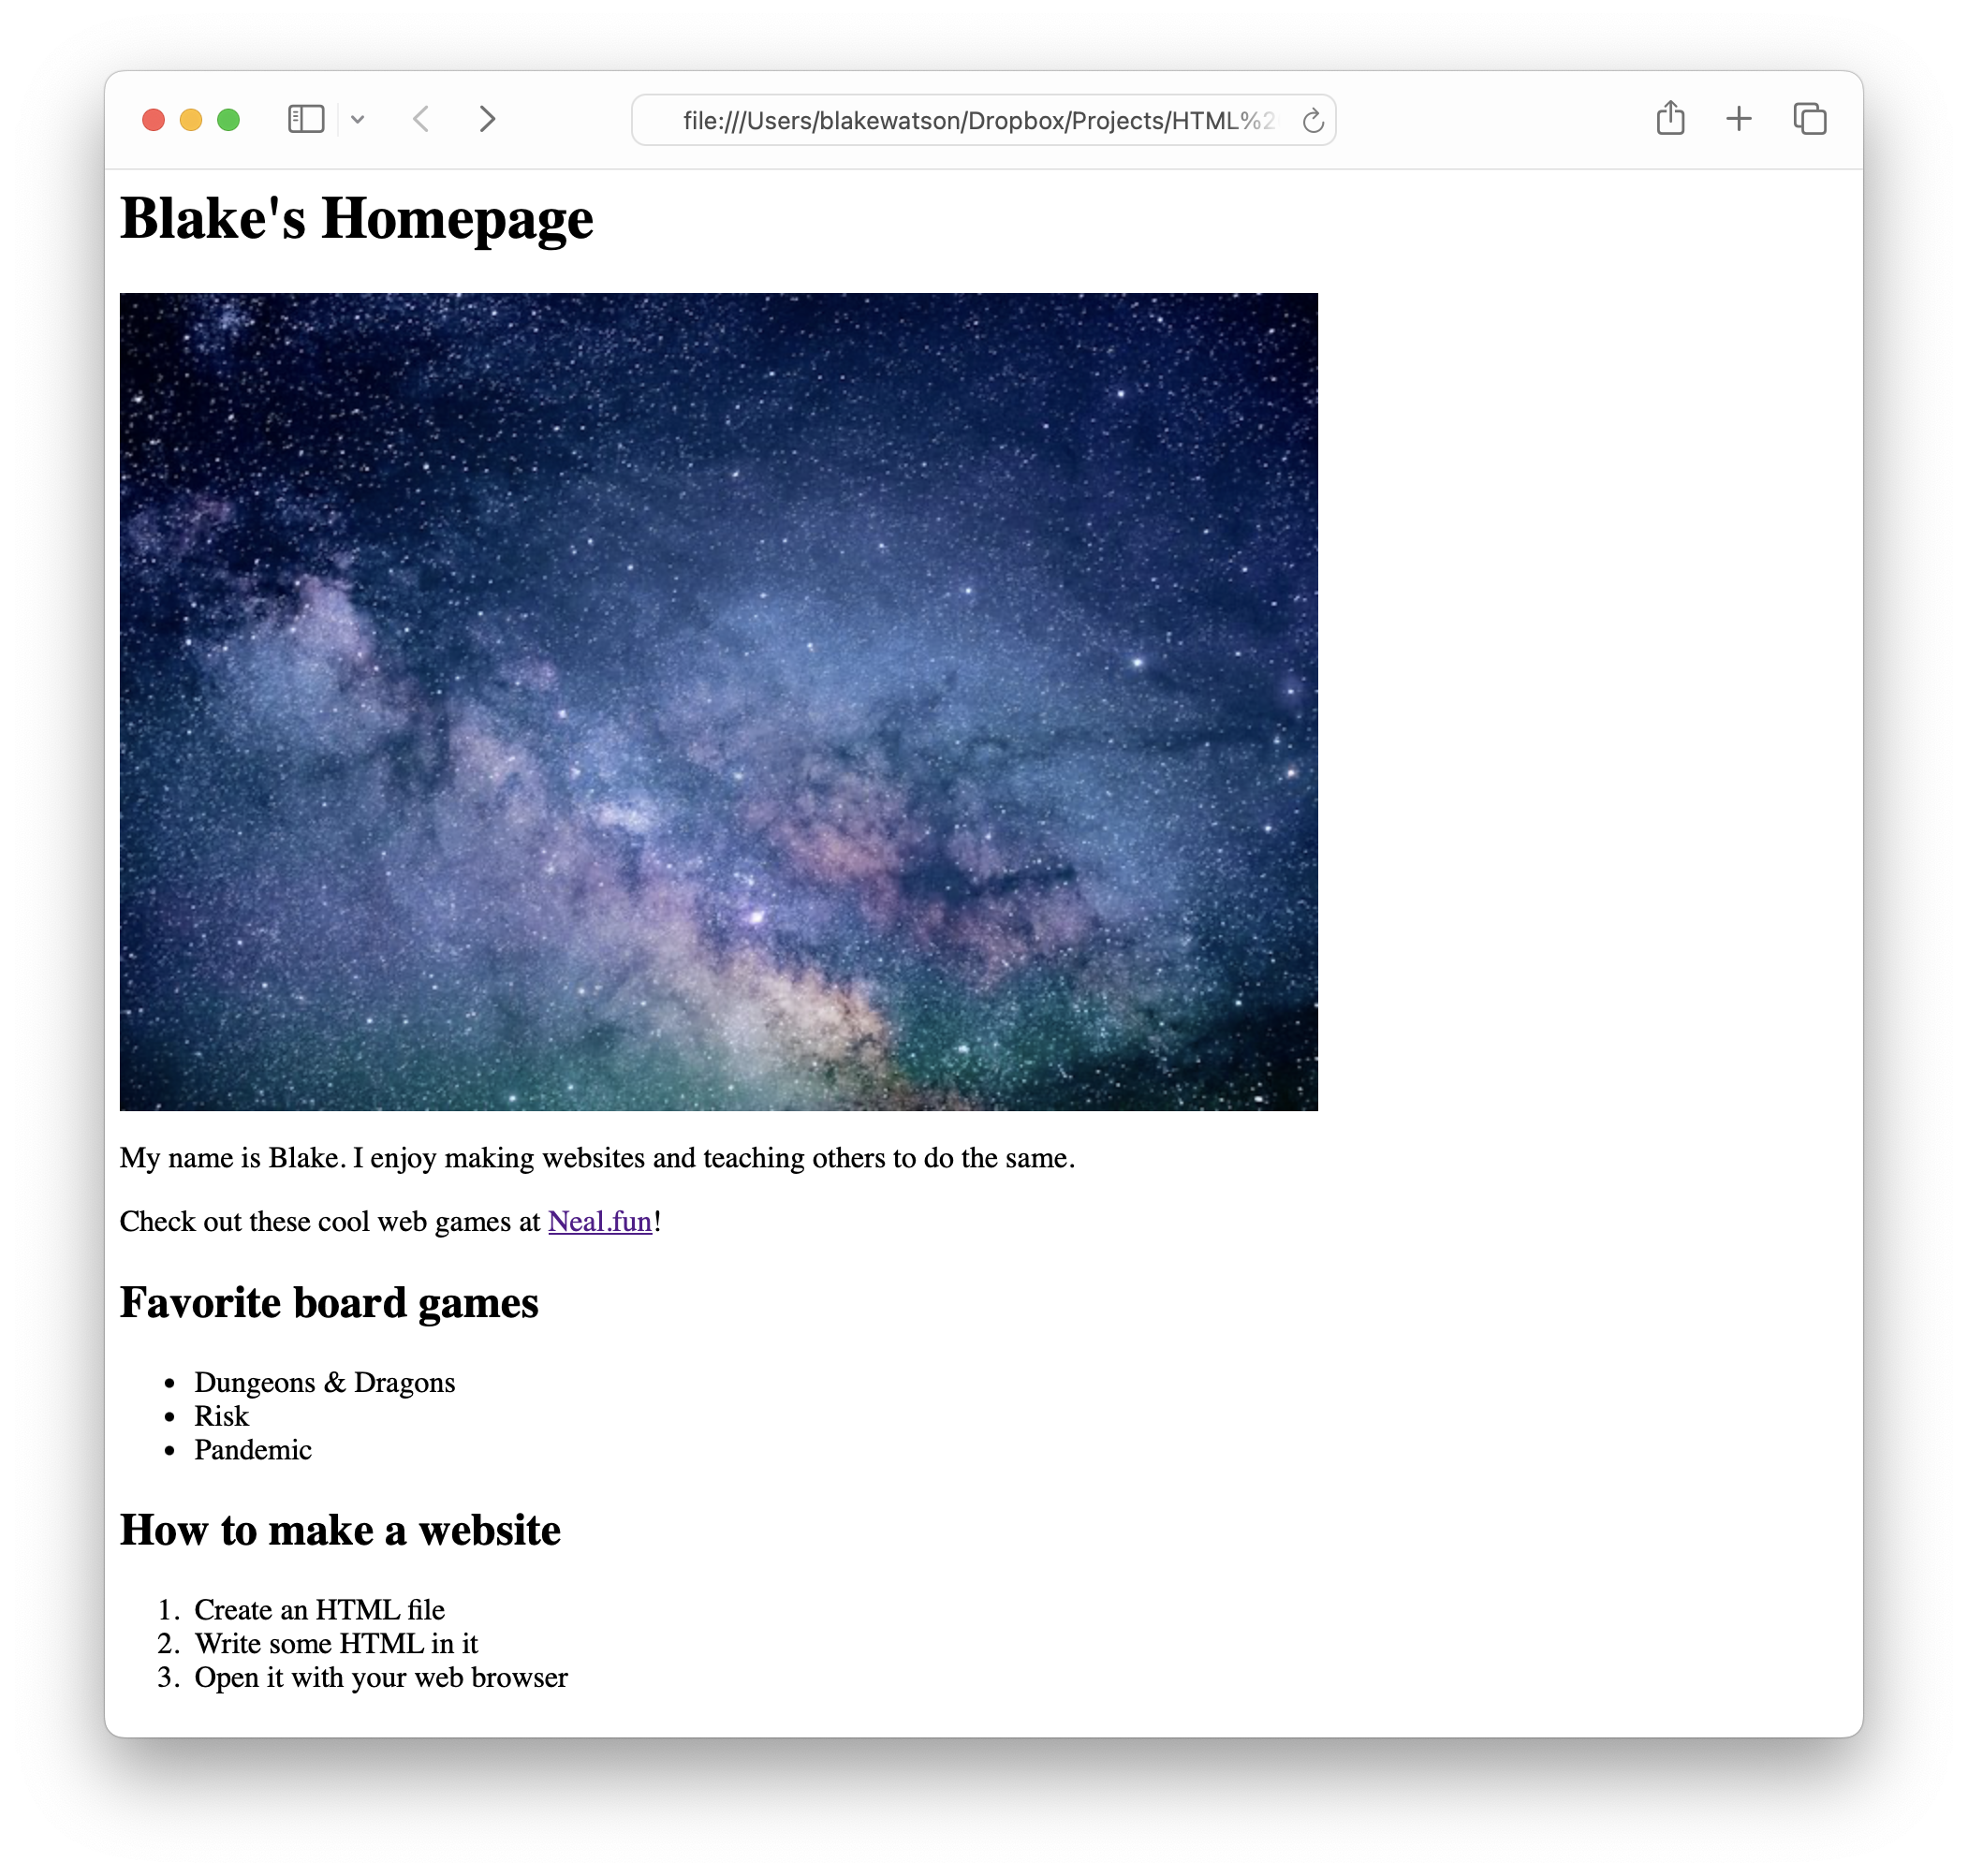 file:///Users/blakewatson/Dropbox/Projects/HTML%2
Blake's Homepage
My name is Blake. I enjoy making websites and teaching others to do the same.
Check out these cool web games at Neal.fun!
Favorite board games
• Dungeons & Dragons
• Risk
• Pandemic
How to make a website
1. Create an HTML file
2. Write some HTML in it
3. Open it with your web browser